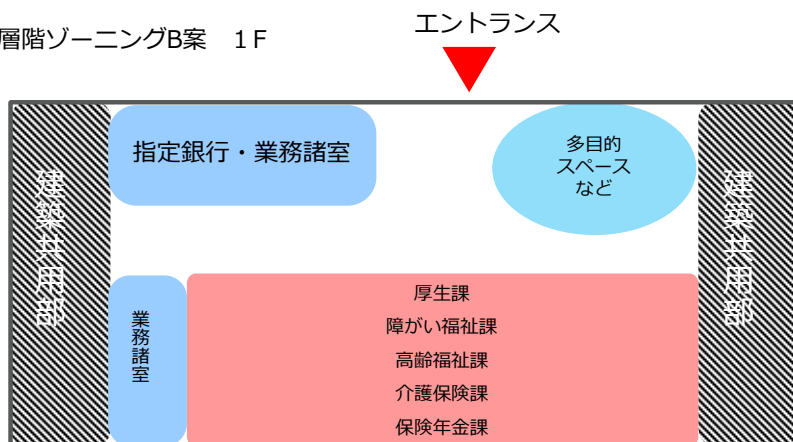 エントランス
層階ゾーニングB案　１F
指定銀行・業務諸室
多目的
スペース
など
建築共用部
建築共用部
業務諸室
厚生課
障がい福祉課
高齢福祉課
介護保険課
保険年金課